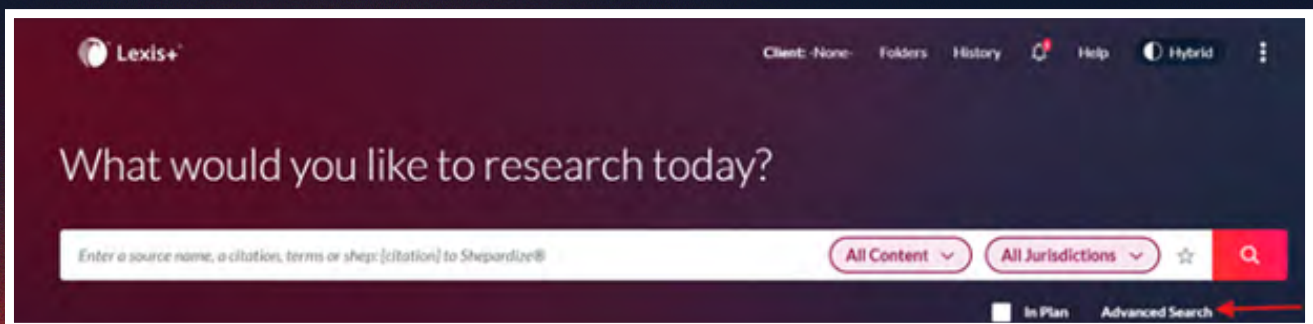 Lexis+
Client: -None- Folders History Help Hybrid
What would you like to research today?
Enter a source name, a citation, terms or shep: [citation] to Shepardize®
All Content All Jurisdictions
In Plan Advanced Search